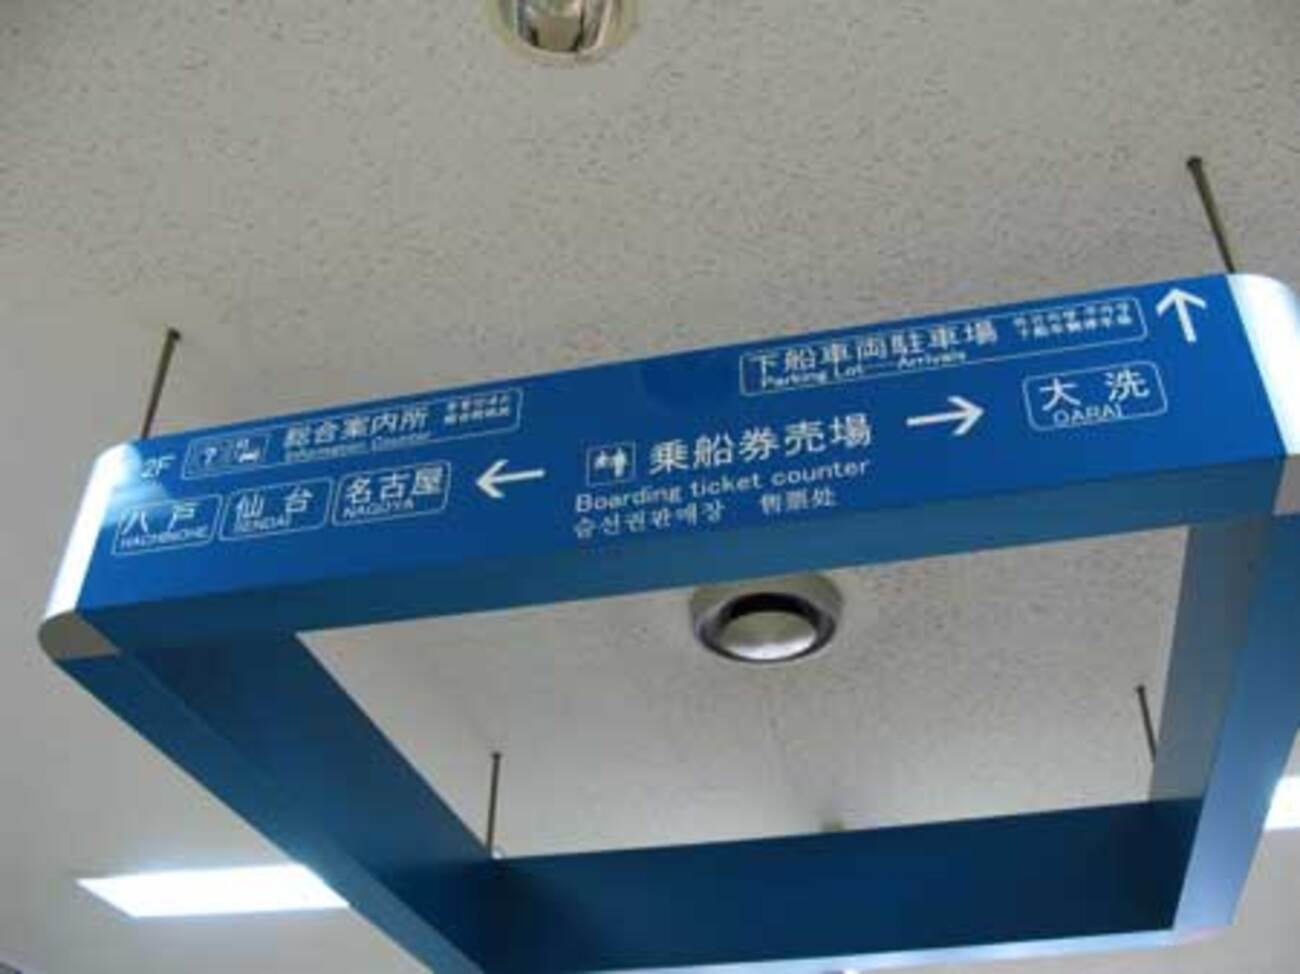 下船車両駐車場
Parking Lot—Arrivals
2F ? 総合案内所
Information Counter
八戸 仙台 名古屋 ← 乗船券売場 → 大洗
HACHINOHE SENDAI NAGOYA OARAI
Boarding ticket counter
승선권판매장 售票处